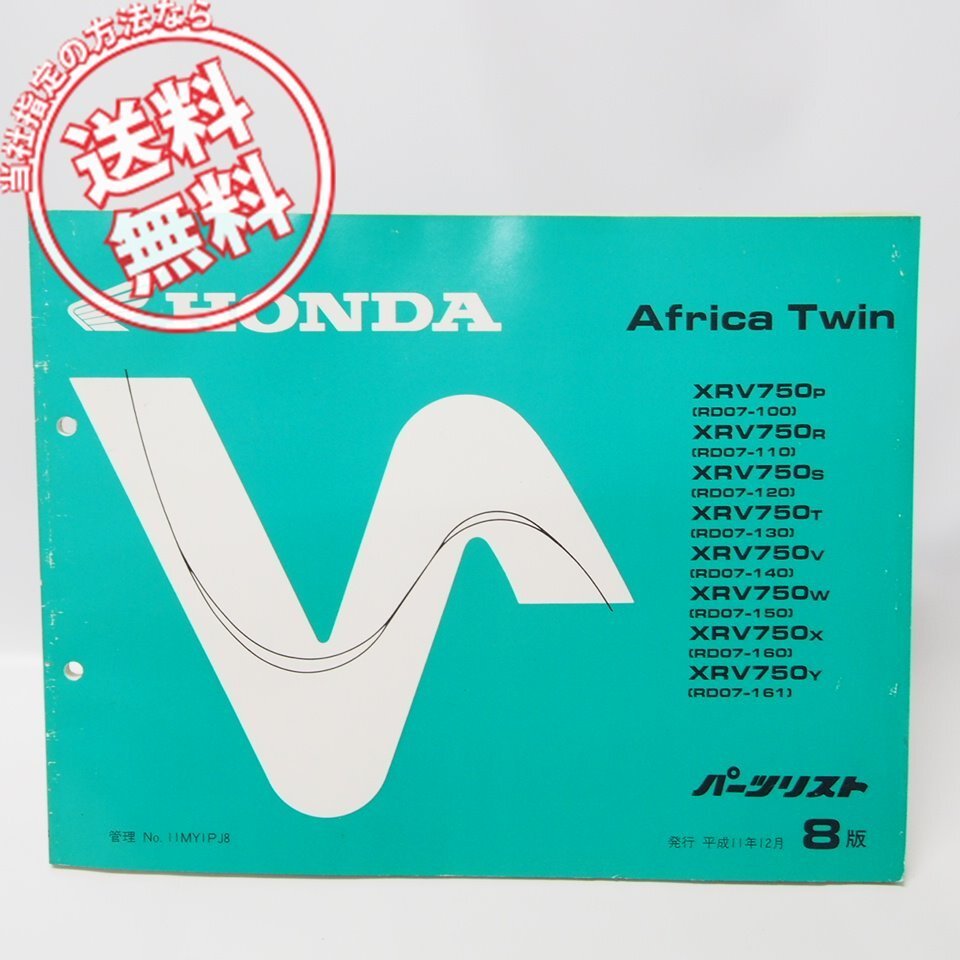 当社指定の方法なら
送料
無料
HONDA
Africa Twin
XRV750P
(RD07-100)
XRV750R
(RD07-110)
XRV750S
(RD07-120)
XRV750T
(RD07-130)
XRV750V
(RD07-140)
XRV750W
(RD07-150)
XRV750X
(RD07-160)
XRV750Y
(RD07-161)
パーツリスト
管理 No. 11MY1PJ8
発行 平成11年12月 8版